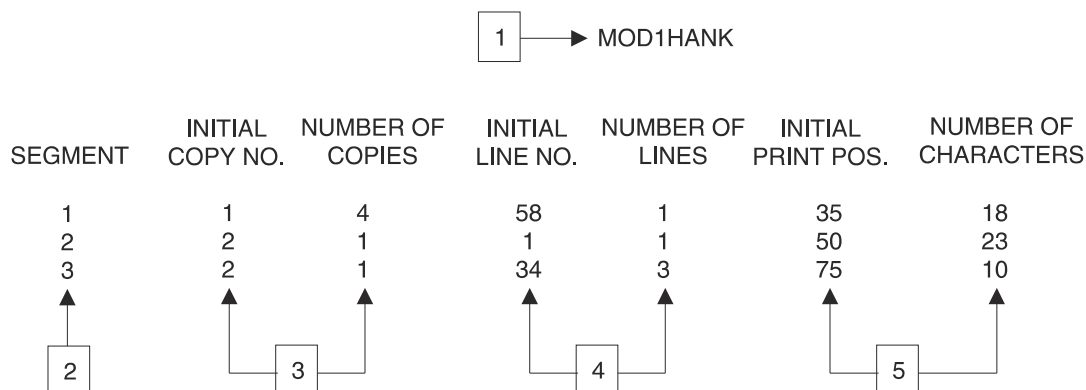 1 MOD1HANK
SEGMENT INITIAL COPY NO. NUMBER OF COPIES INITIAL LINE NO. NUMBER OF LINES INITIAL PRINT POS. NUMBER OF CHARACTERS
1 1 4 58 1 35 18
2 2 1 1 1 50 23
3 2 1 34 3 75 10
2 3 4 5